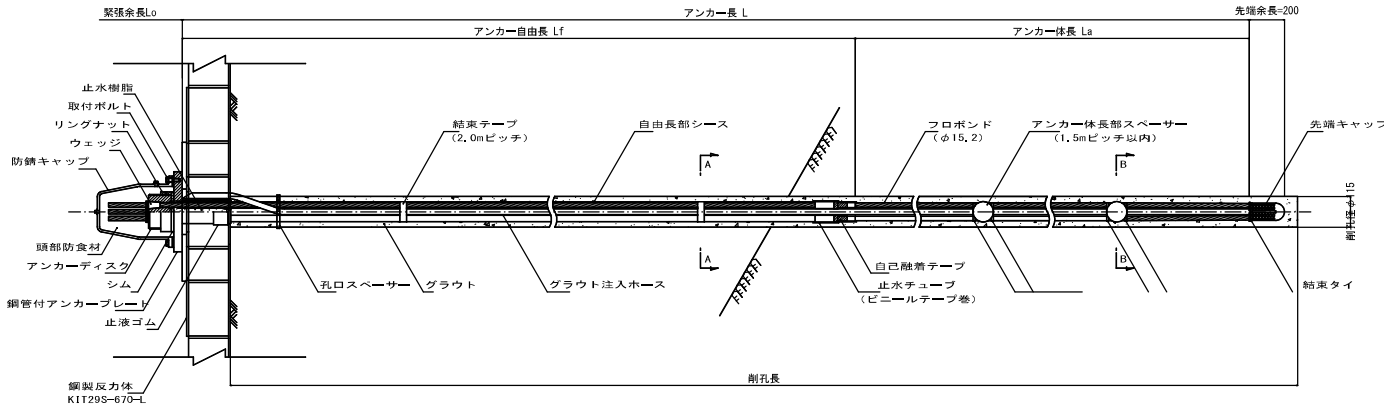 緊張余長Lo
アンカー長 L
先端余長=200
アンカー自由長 Lf
アンカー体長 La
止水樹脂
取付ボルト
リングナット
ウェッジ
防錆キャップ
結束テープ
(2.0mピッチ)
自由長部シース
フロボンド
(φ15.2)
アンカー体長部スペーサー
(1.5mピッチ以内)
先端キャップ
A
B
削孔径φ115
頭部防食材
アンカーディスク
シム
鋼管付アンカープレート
止液ゴム
孔口スペーサー
グラウト
グラウト注入ホース
A
自己融着テープ
止水チューブ
(ビニールテープ巻)
B
結束タイ
鋼製反力体
KIT29S-670-L
削孔長